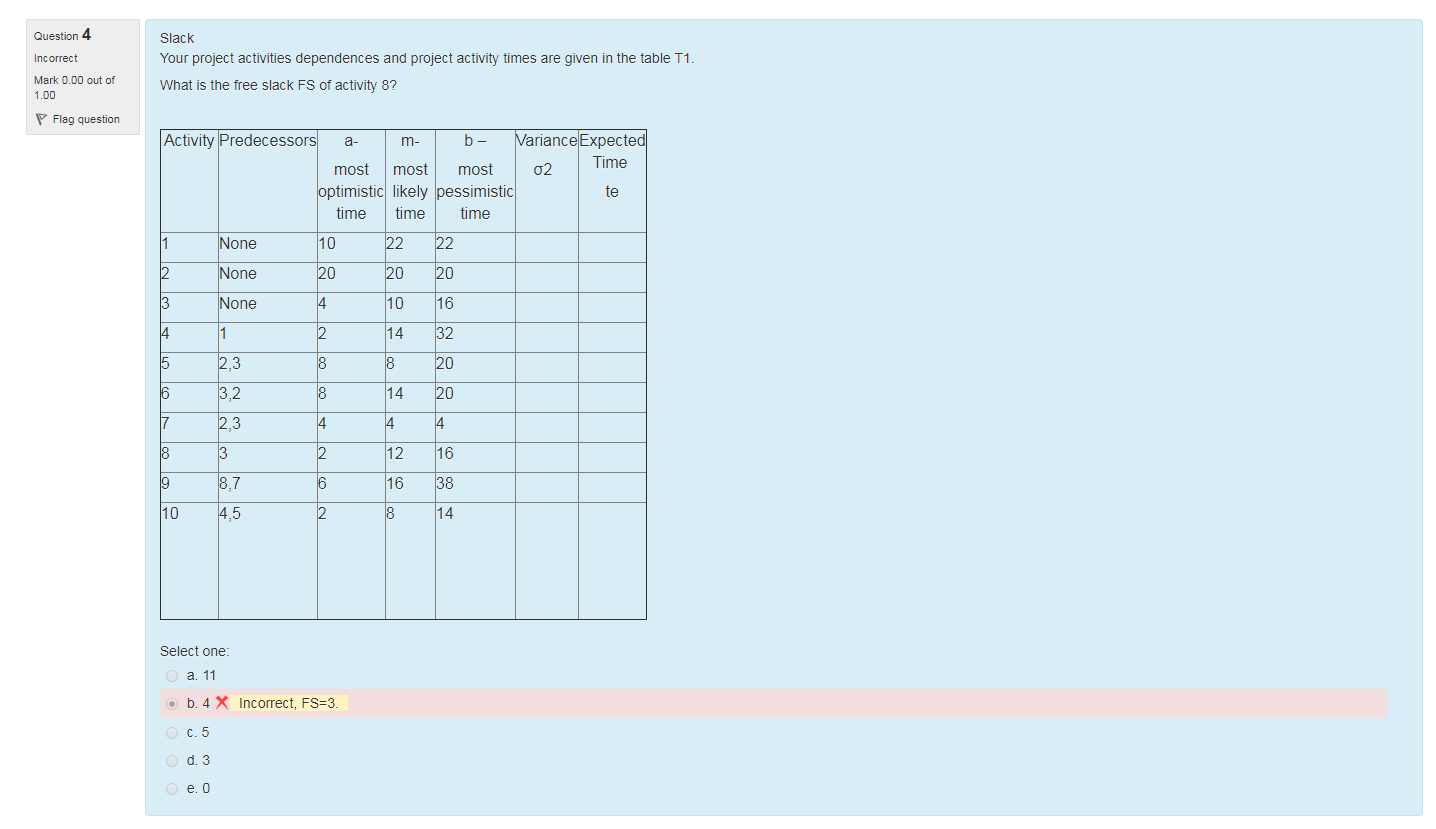 Question 4
Incorrect
Mark 0.00 out of
1.00
Flag question
Slack
Your project activities dependences and project activity times are given in the table T1.
What is the free slack FS of activity 8?
Activity Predecessors a- m- b – Variance Expected
most most most σ2 Time
optimistic likely pessimistic te
time time time
1 None 10 22 22
2 None 20 20 20
3 None 4 10 16
4 1 2 14 32
5 2,3 8 8 20
6 3,2 8 14 20
7 2,3 4 4 4
8 3 2 12 16
9 8,7 6 16 38
10 4,5 2 8 14
Select one:
a. 11
b. 4 Incorrect, FS=3.
c. 5
d. 3
e. 0